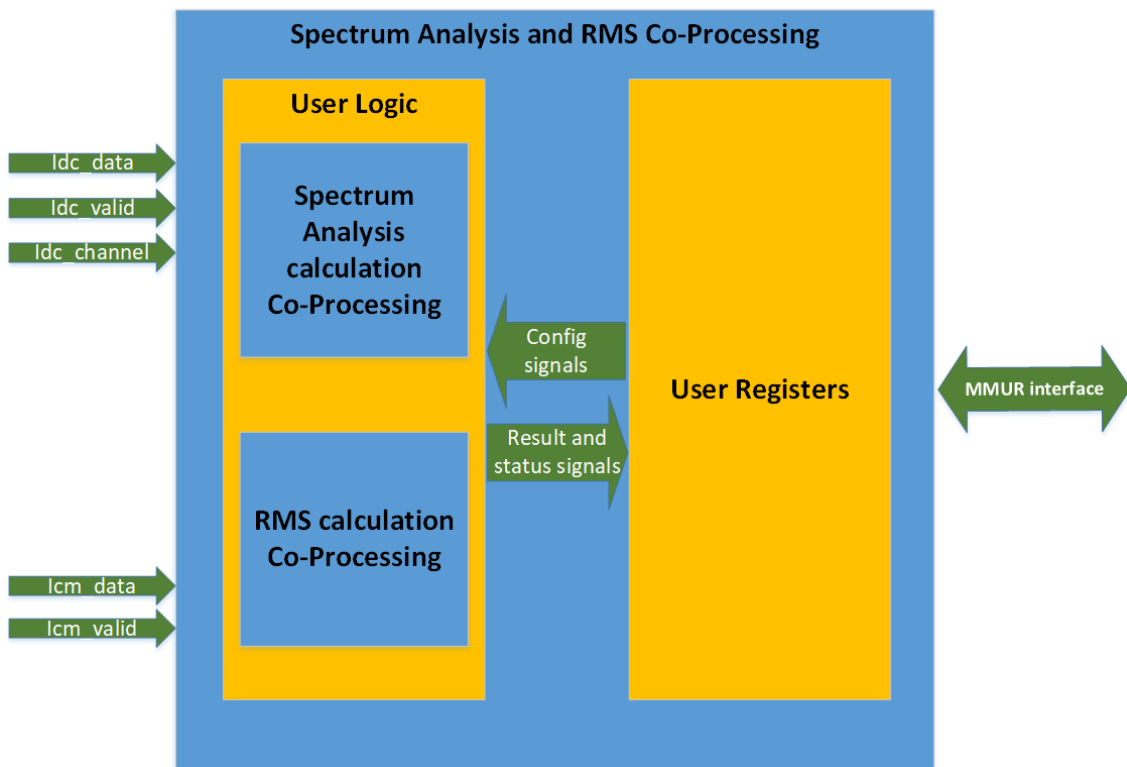 Spectrum Analysis and RMS Co-Processing
User Logic
Idc_data
Idc_valid
Idc_channel
Spectrum
Analysis
calculation
Co-Processing
Config
signals
User Registers
MMUR interface
Result and
status signals
RMS calculation
Co-Processing
Icm_data
Icm_valid